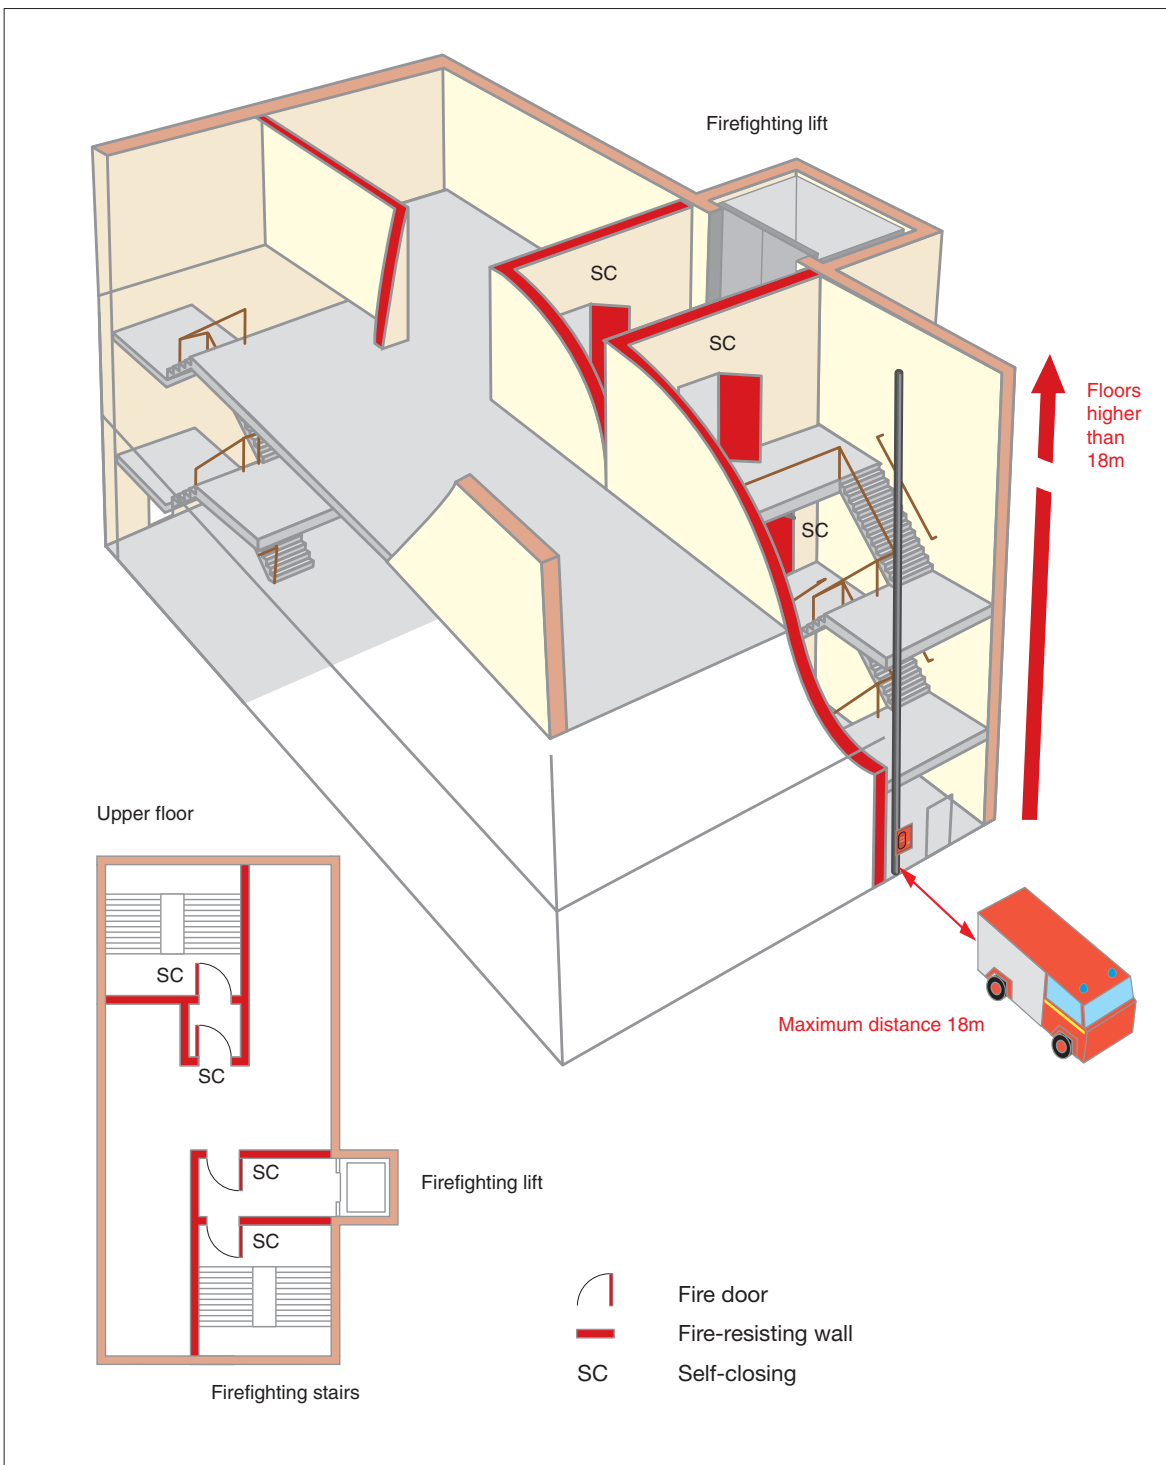 Firefighting lift
SC
SC
SC
Floors
higher
than
18m
Upper floor
SC
SC
SC
SC
Firefighting lift
Firefighting stairs
Maximum distance 18m
Fire door
Fire-resisting wall
SC Self-closing